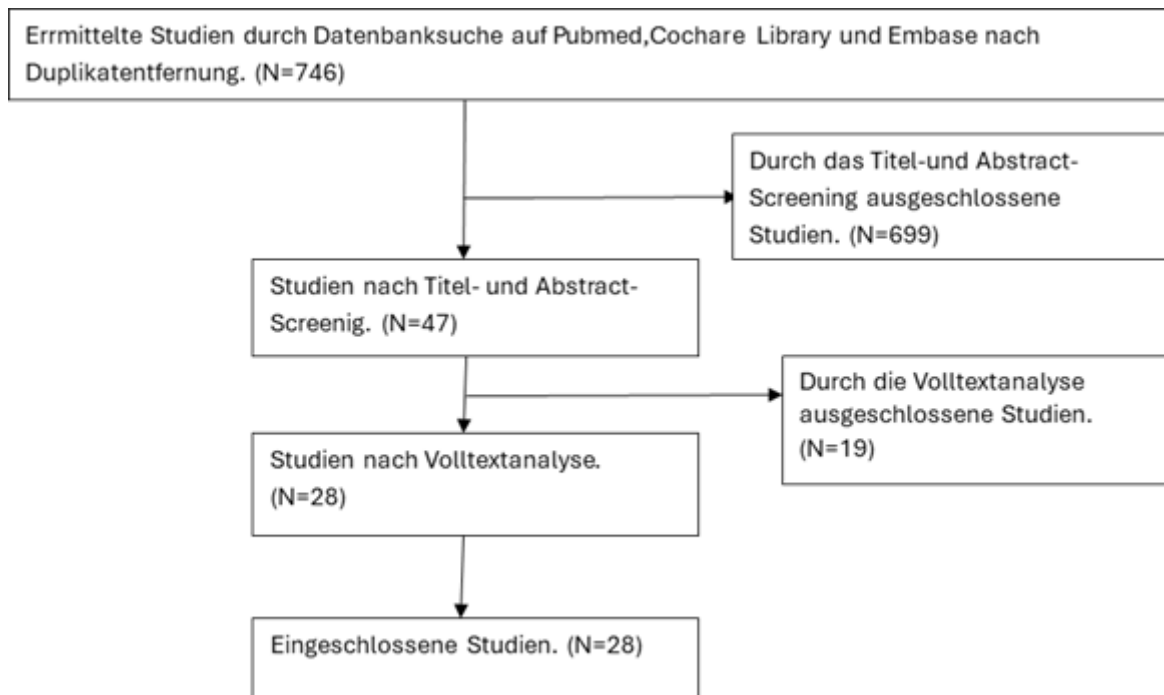 Errmittelte Studien durch Datenbanksuche auf Pubmed,Cochare Library und Embase nach
Duplikatentfernung. (N=746)
Durch das Titel-und Abstract-
Screening ausgeschlossene
Studien. (N=699)
Studien nach Titel- und Abstract-
Screenig. (N=47)
Durch die Volltextanalyse
ausgeschlossene Studien.
(N=19)
Studien nach Volltextanalyse.
(N=28)
Eingeschlossene Studien. (N=28)